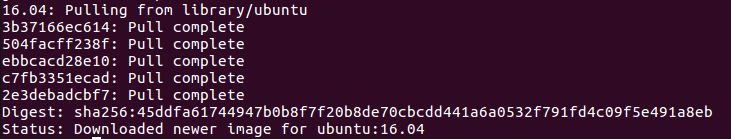 16.04: Pulling from library/ubuntu
3b37166ec614: Pull complete
504facff238f: Pull complete
ebbcacd28e10: Pull complete
c7fb3351ecad: Pull complete
2e3debadcbf7: Pull complete
Digest: sha256:45ddfa61744947b0b8f7f20b8de70cbcdd441a6a0532f791fd4c09f5e491a8eb
Status: Downloaded newer image for ubuntu:16.04